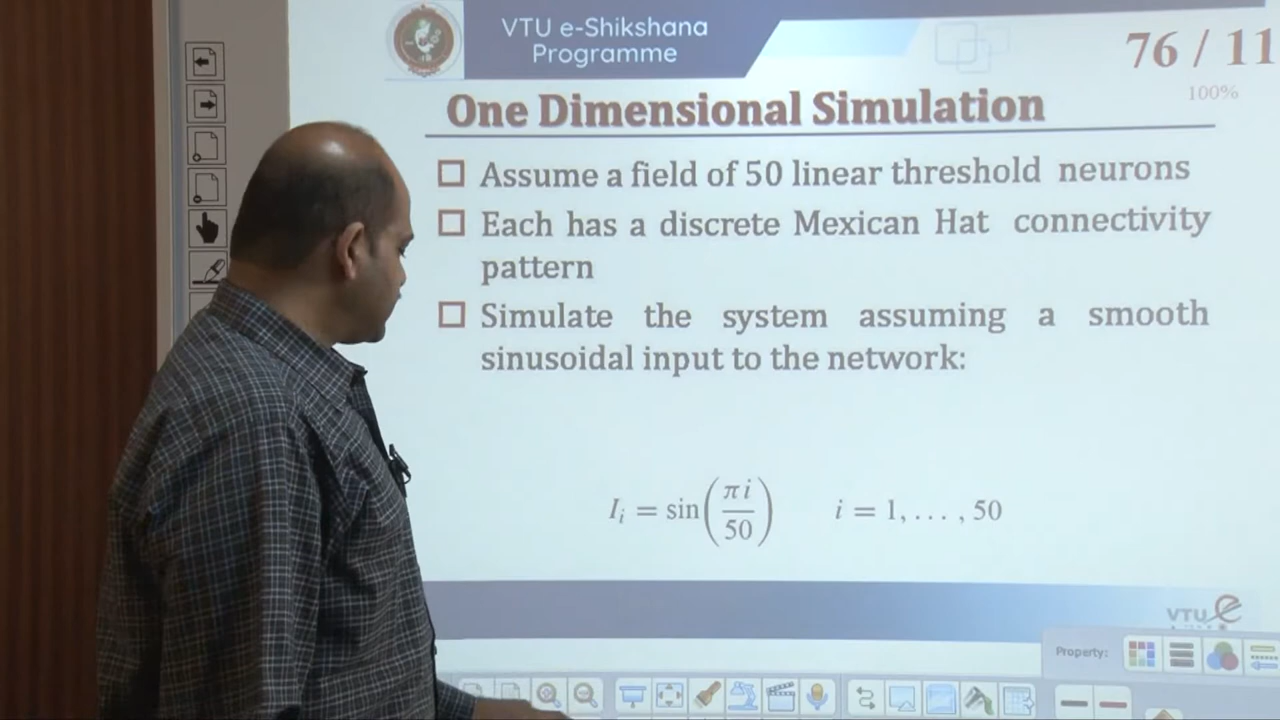 VTU e-Shikshana
Programme
76 / 11
100%
One Dimensional Simulation
Assume a field of 50 linear threshold neurons
Each has a discrete Mexican Hat connectivity
pattern
Simulate the system assuming a smooth
sinusoidal input to the network:
I_i = sin(πi/50) i = 1, ... , 50
VTU e
Property: